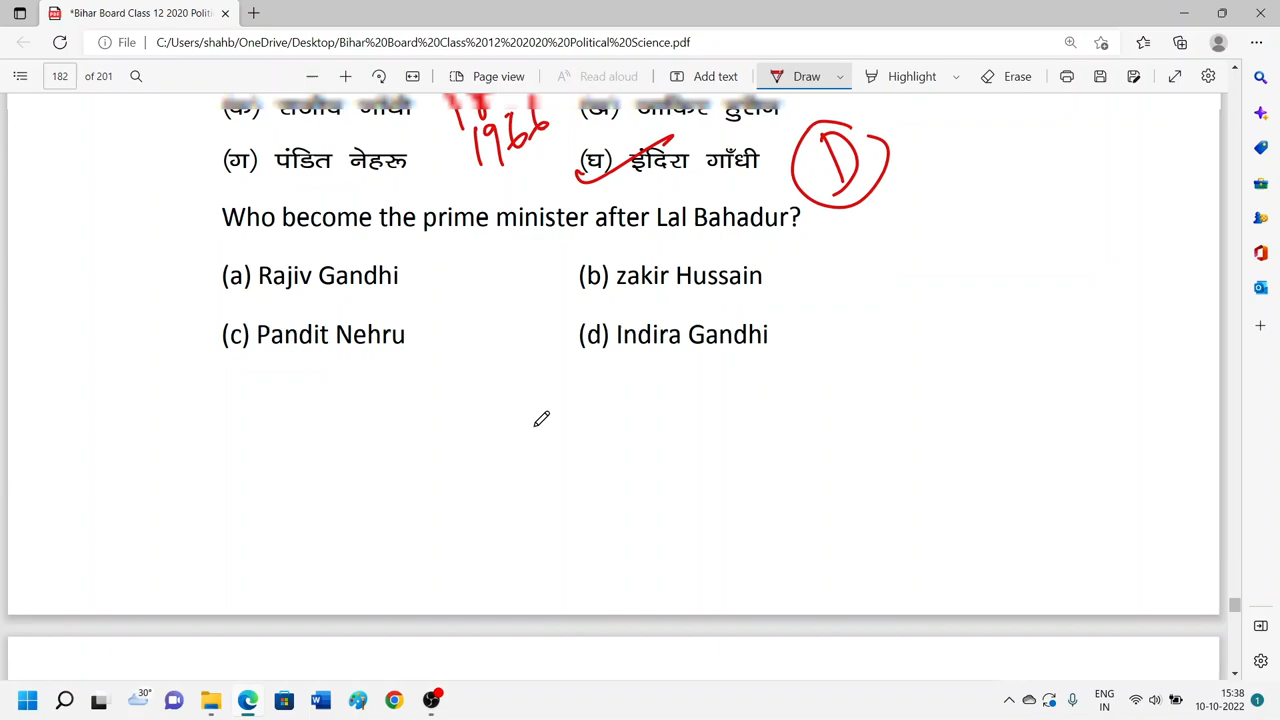 *Bihar Board Class 12 2020 Politi
File C:/Users/shahb/OneDrive/Desktop/Bihar%20Board%20Class%2012%202020%20Political%20Science.pdf
182 of 201 Page view Read aloud Add text Draw Highlight Erase
(क) राजीव गाँधी (ख) जाकिर हुसैन
1966
(ग) पंडित नेहरू (घ) इंदिरा गाँधी D
Who become the prime minister after Lal Bahadur?
(a) Rajiv Gandhi (b) zakir Hussain
(c) Pandit Nehru (d) Indira Gandhi
30° ENG 15:38
IN 10-10-2022 1